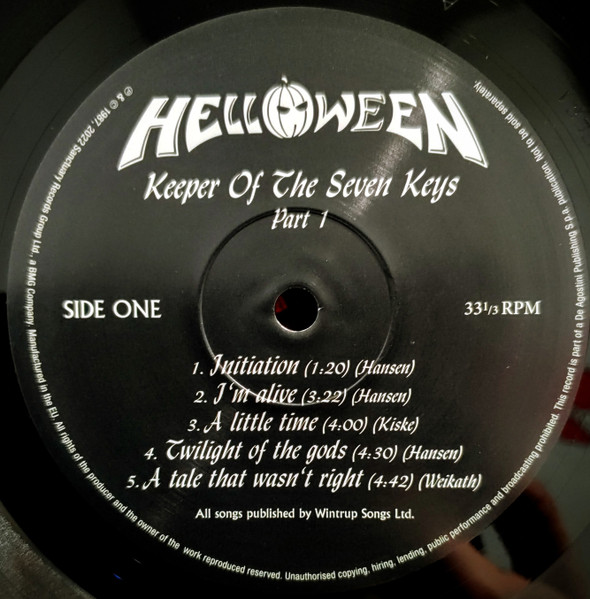 HELLOWEEN
Keeper Of The Seven Keys
Part 1
SIDE ONE
33 1/3 RPM
1. Initiation (1:20) (Hansen)
2. I'm alive (3:22) (Hansen)
3. A little time (4:00) (Kiske)
4. Twilight of the gods (4:30) (Hansen)
5. A tale that wasn't right (4:42) (Weikath)
All songs published by Wintrup Songs Ltd.
℗ & © 1987, 2022 Sanctuary Records Group Ltd., a BMG Company. Manufactured in the EU. All rights of the producer and the owner of the work reproduced reserved. Unauthorised copying, hiring, lending, public performance and broadcasting prohibited. This record is part of a De Agostini Publishing S.p.a. publication. Not to be sold separately.